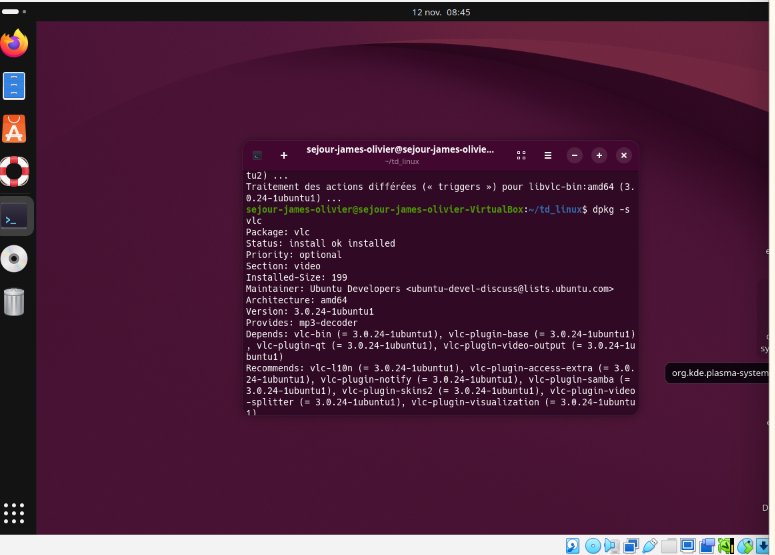 12 nov. 08:45
sejour-james-olivier@sejour-james-olivie...
~/td_linux
tu2) ...
Traitement des actions différées (« triggers ») pour libvlc-bin:amd64 (3.
0.24-1ubuntu1) ...
sejour-james-olivier@sejour-james-olivier-VirtualBox:~/td_linux$ dpkg -s
vlc
Package: vlc
Status: install ok installed
Priority: optional
Section: video
Installed-Size: 199
Maintainer: Ubuntu Developers <ubuntu-devel-discuss@lists.ubuntu.com>
Architecture: amd64
Version: 3.0.24-1ubuntu1
Provides: mp3-decoder
Depends: vlc-bin (= 3.0.24-1ubuntu1), vlc-plugin-base (= 3.0.24-1ubuntu1)
, vlc-plugin-qt (= 3.0.24-1ubuntu1), vlc-plugin-video-output (= 3.0.24-1u
buntu1)
Recommends: vlc-l10n (= 3.0.24-1ubuntu1), vlc-plugin-access-extra (= 3.0.
24-1ubuntu1), vlc-plugin-notify (= 3.0.24-1ubuntu1), vlc-plugin-samba (=
3.0.24-1ubuntu1), vlc-plugin-skins2 (= 3.0.24-1ubuntu1), vlc-plugin-video
-splitter (= 3.0.24-1ubuntu1), vlc-plugin-visualization (= 3.0.24-1ubuntu
1)
sy
org.kde.plasma-system
D